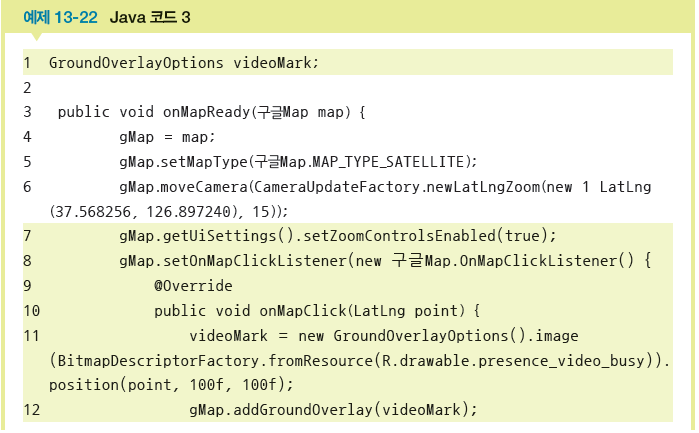 예제 13-22 Java 코드 3
1 GroundOverlayOptions videoMark;
2
3 public void onMapReady(구글Map map) {
4 gMap = map;
5 gMap.setMapType(구글Map.MAP_TYPE_SATELLITE);
6 gMap.moveCamera(CameraUpdateFactory.newLatLngZoom(new 1 LatLng
(37.568256, 126.897240), 15));
7 gMap.getUiSettings().setZoomControlsEnabled(true);
8 gMap.setOnMapClickListener(new 구글Map.OnMapClickListener() {
9 @Override
10 public void onMapClick(LatLng point) {
11 videoMark = new GroundOverlayOptions().image
(BitmapDescriptorFactory.fromResource(R.drawable.presence_video_busy)).
position(point, 100f, 100f);
12 gMap.addGroundOverlay(videoMark);